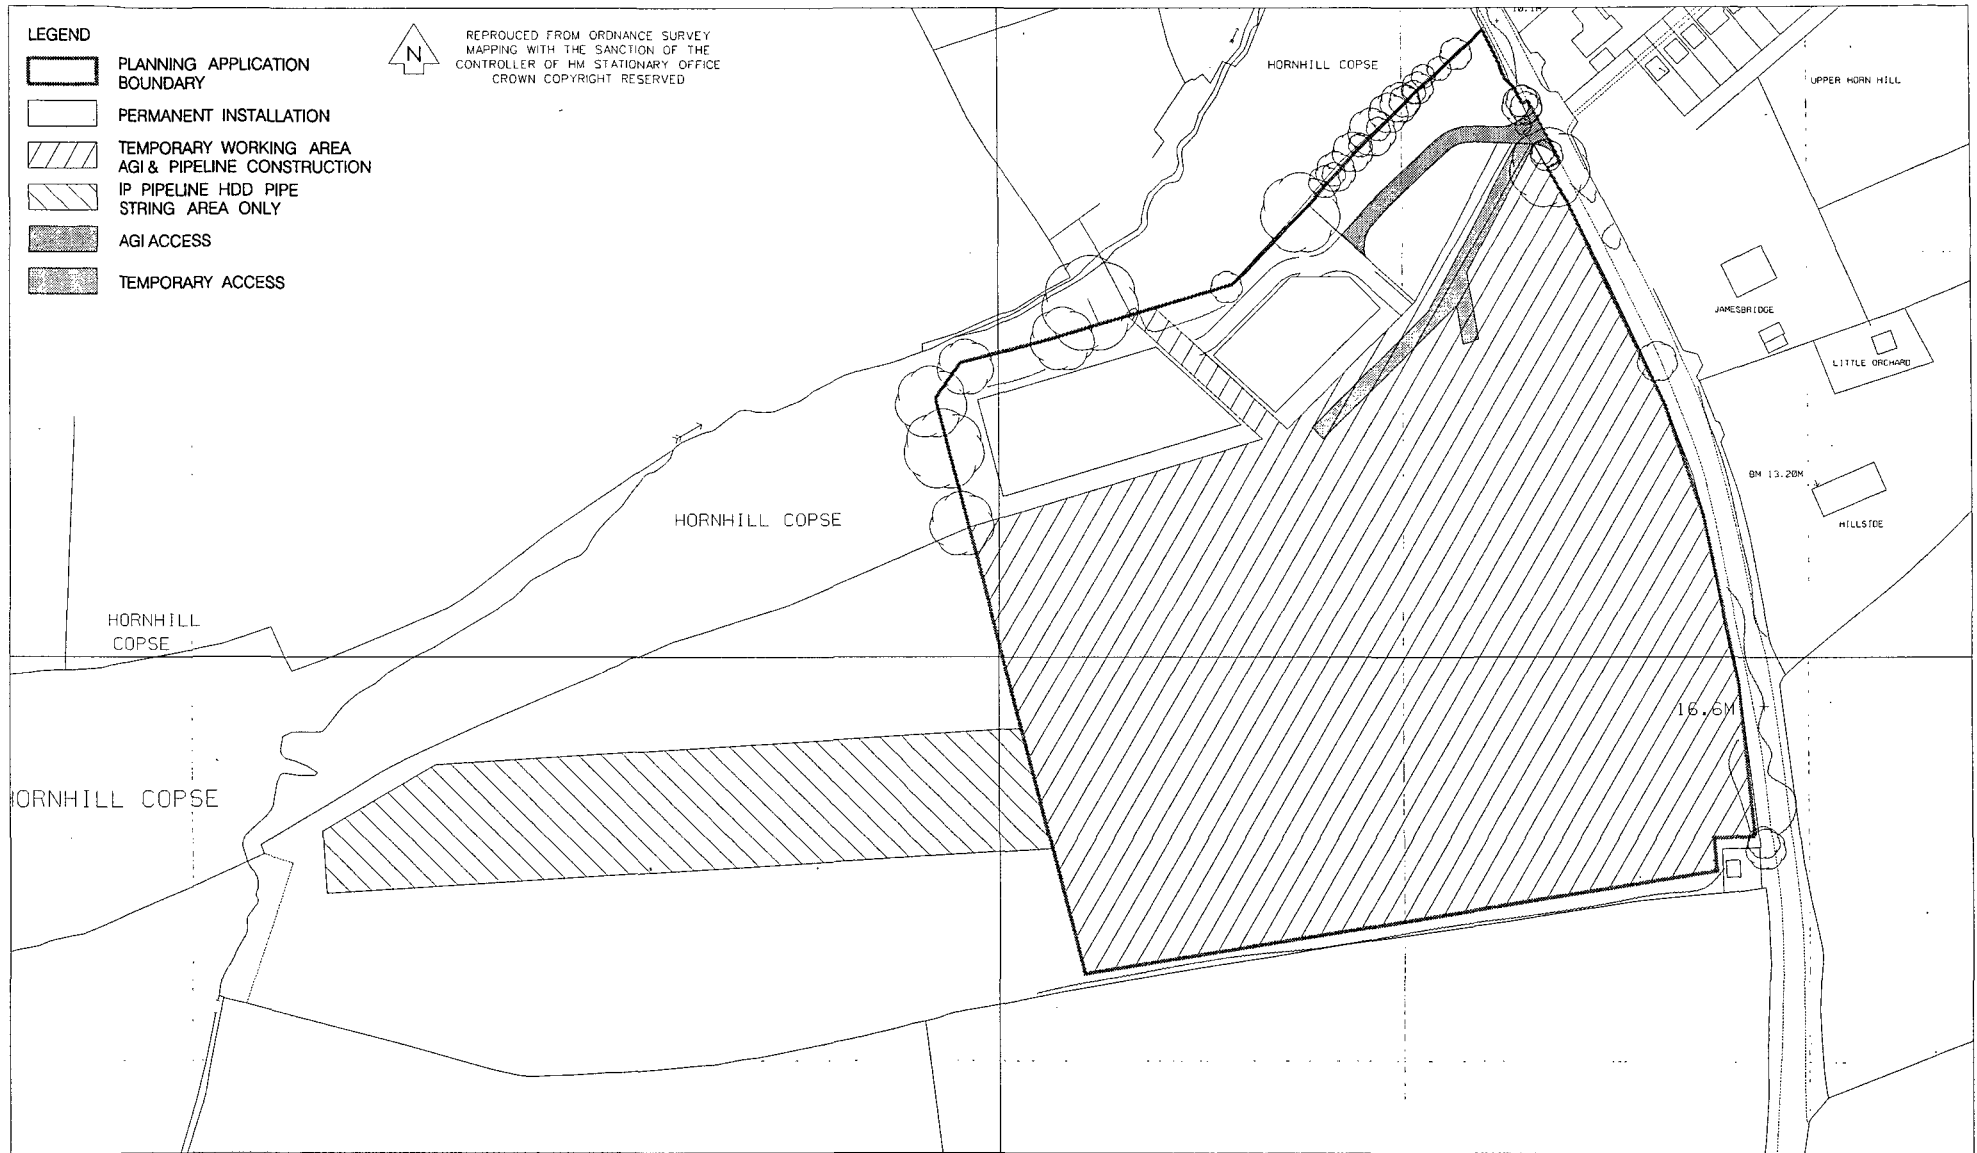 LEGEND
PLANNING APPLICATION
BOUNDARY
PERMANENT INSTALLATION
TEMPORARY WORKING AREA
AGI & PIPELINE CONSTRUCTION
IP PIPELINE HDD PIPE
STRING AREA ONLY
AGI ACCESS
TEMPORARY ACCESS
N
REPROUCED FROM ORDNANCE SURVEY
MAPPING WITH THE SANCTION OF THE
CONTROLLER OF HM STATIONARY OFFICE
CROWN COPYRIGHT RESERVED
HORNHILL COPSE
UPPER HORN HILL
JAMESBRIDGE
LITTLE ORCHARD
BM 13.20M
HILLSIDE
HORNHILL COPSE
HORNHILL
COPSE
16.6M
ORNHILL COPSE